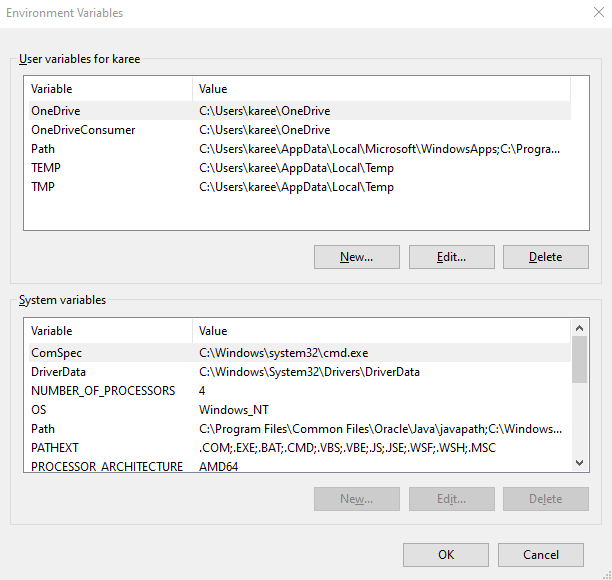 Environment Variables
User variables for karee
Variable Value
OneDrive C:\Users\karee\OneDrive
OneDriveConsumer C:\Users\karee\OneDrive
Path C:\Users\karee\AppData\Local\Microsoft\WindowsApps;C:\Progra...
TEMP C:\Users\karee\AppData\Local\Temp
TMP C:\Users\karee\AppData\Local\Temp
New... Edit... Delete
System variables
Variable Value
ComSpec C:\Windows\system32\cmd.exe
DriverData C:\Windows\System32\Drivers\DriverData
NUMBER_OF_PROCESSORS 4
OS Windows_NT
Path C:\Program Files\Common Files\Oracle\Java\javapath;C:\Windows...
PATHEXT .COM;.EXE;.BAT;.CMD;.VBS;.VBE;.JS;.JSE;.WSF;.WSH;.MSC
PROCESSOR_ARCHITECTURE AMD64
New... Edit... Delete
OK Cancel